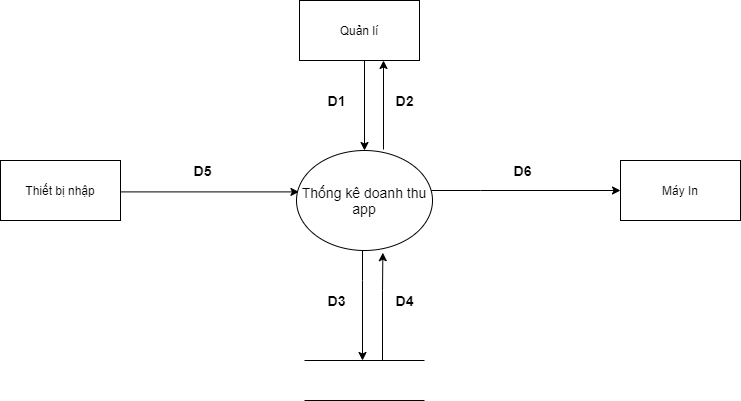 Quản lí
D1
D2
D5
D6
Thiết bị nhập
Thống kê doanh thu
app
Máy In
D3
D4